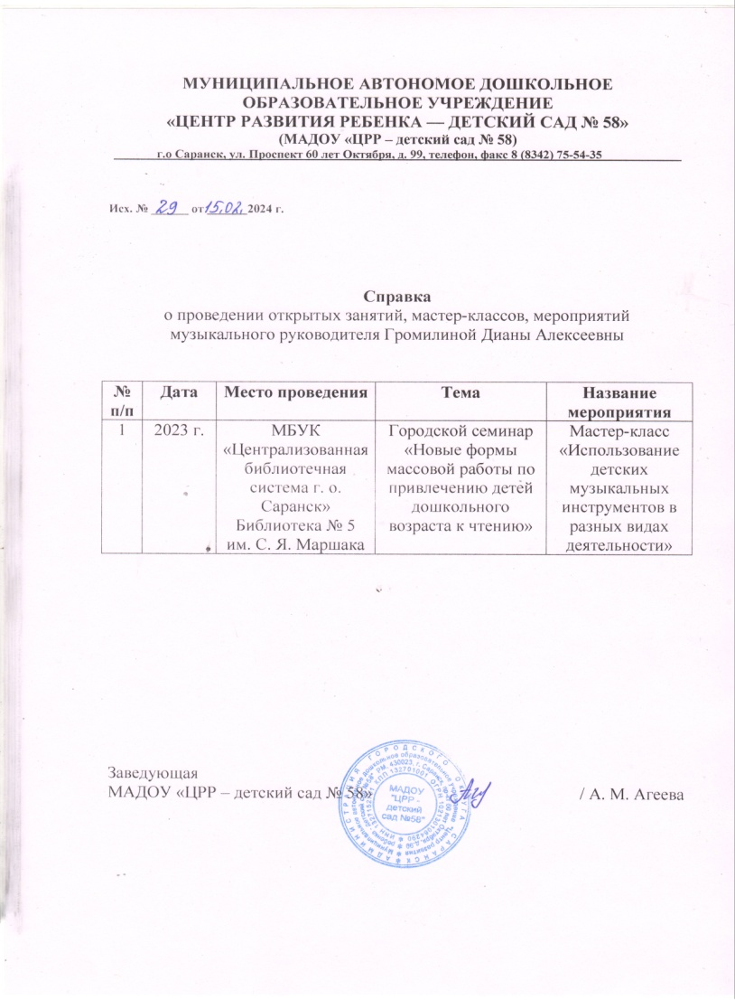 МУНИЦИПАЛЬНОЕ АВТОНОМОЕ ДОШКОЛЬНОЕ
ОБРАЗОВАТЕЛЬНОЕ УЧРЕЖДЕНИЕ
«ЦЕНТР РАЗВИТИЯ РЕБЕНКА — ДЕТСКИЙ САД № 58»
(МАДОУ «ЦРР – детский сад № 58)
г.о Саранск, ул. Проспект 60 лет Октября, д. 99, телефон, факс 8 (8342) 75-54-35
Исх. № 29 от 15.02. 2024 г.
Справка
о проведении открытых занятий, мастер-классов, мероприятий
музыкального руководителя Громилиной Дианы Алексеевны
№ п/п
Дата
Место проведения
Тема
Название
мероприятия
1
2023 г.
МБУК
«Централизованная
библиотечная
система г. о.
Саранск»
Библиотека № 5
им. С. Я. Маршака
Городской семинар
«Новые формы
массовой работы по
привлечению детей
дошкольного
возраста к чтению»
Мастер-класс
«Использование
детских
музыкальных
инструментов в
разных видах
деятельности»
Заведующая
МАДОУ «ЦРР – детский сад № 58»
/ А. М. Агеева
МАДОУ
"ЦРР -
детский
сад №58"